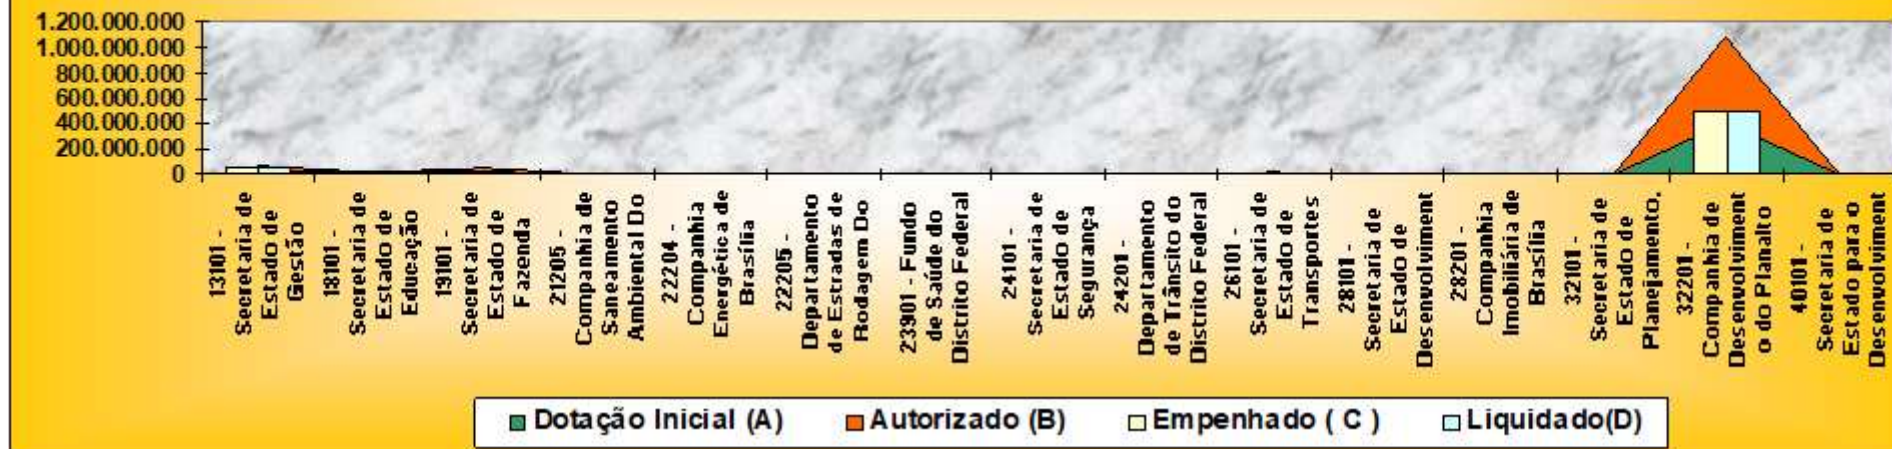 1.200.000.000
1.000.000.000
800.000.000
600.000.000
400.000.000
200.000.000
0
13101 -
Secretaria de
Estado de
Gestão
18101 -
Secretaria de
Estado de
Educação
19101 -
Secretaria de
Estado de
Fazenda
21205 -
Companhia de
Saneamento
Ambiental Do
22204 -
Companhia
Energética de
Brasília
22205 -
Departamento
de Estradas de
Rodagem Do
23901 - Fundo
de Saúde do
Distrito Federal
24101 -
Secretaria de
Estado de
Segurança
24201 -
Departamento
de Trânsito do
Distrito Federal
26101 -
Secretaria de
Estado de
Transportes
28101 -
Secretaria de
Estado de
Desenvolviment
28201 -
Companhia
Imobiliária de
Brasília
32101 -
Secretaria de
Estado de
Planejamento,
32201 -
Companhia de
Desenvolviment
o do Planalto
40101 -
Secretaria de
Estado para o
Desenvolviment
Dotação Inicial (A)
Autorizado (B)
Empenhado ( C )
Liquidado(D)